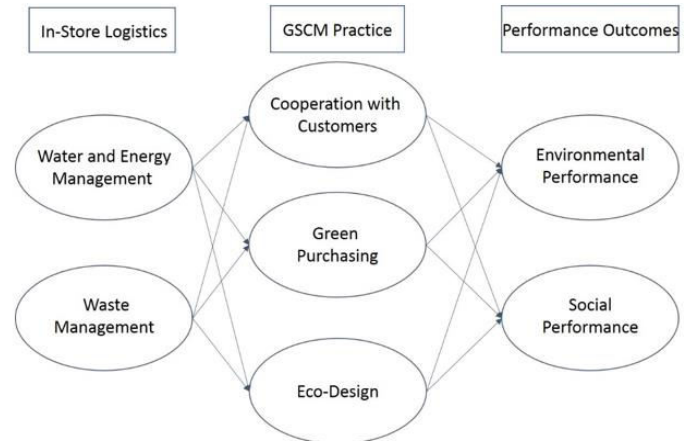 In-Store Logistics
GSCM Practice
Performance Outcomes
Cooperation with
Customers
Water and Energy
Management
Environmental
Performance
Green
Purchasing
Waste
Management
Social
Performance
Eco-Design